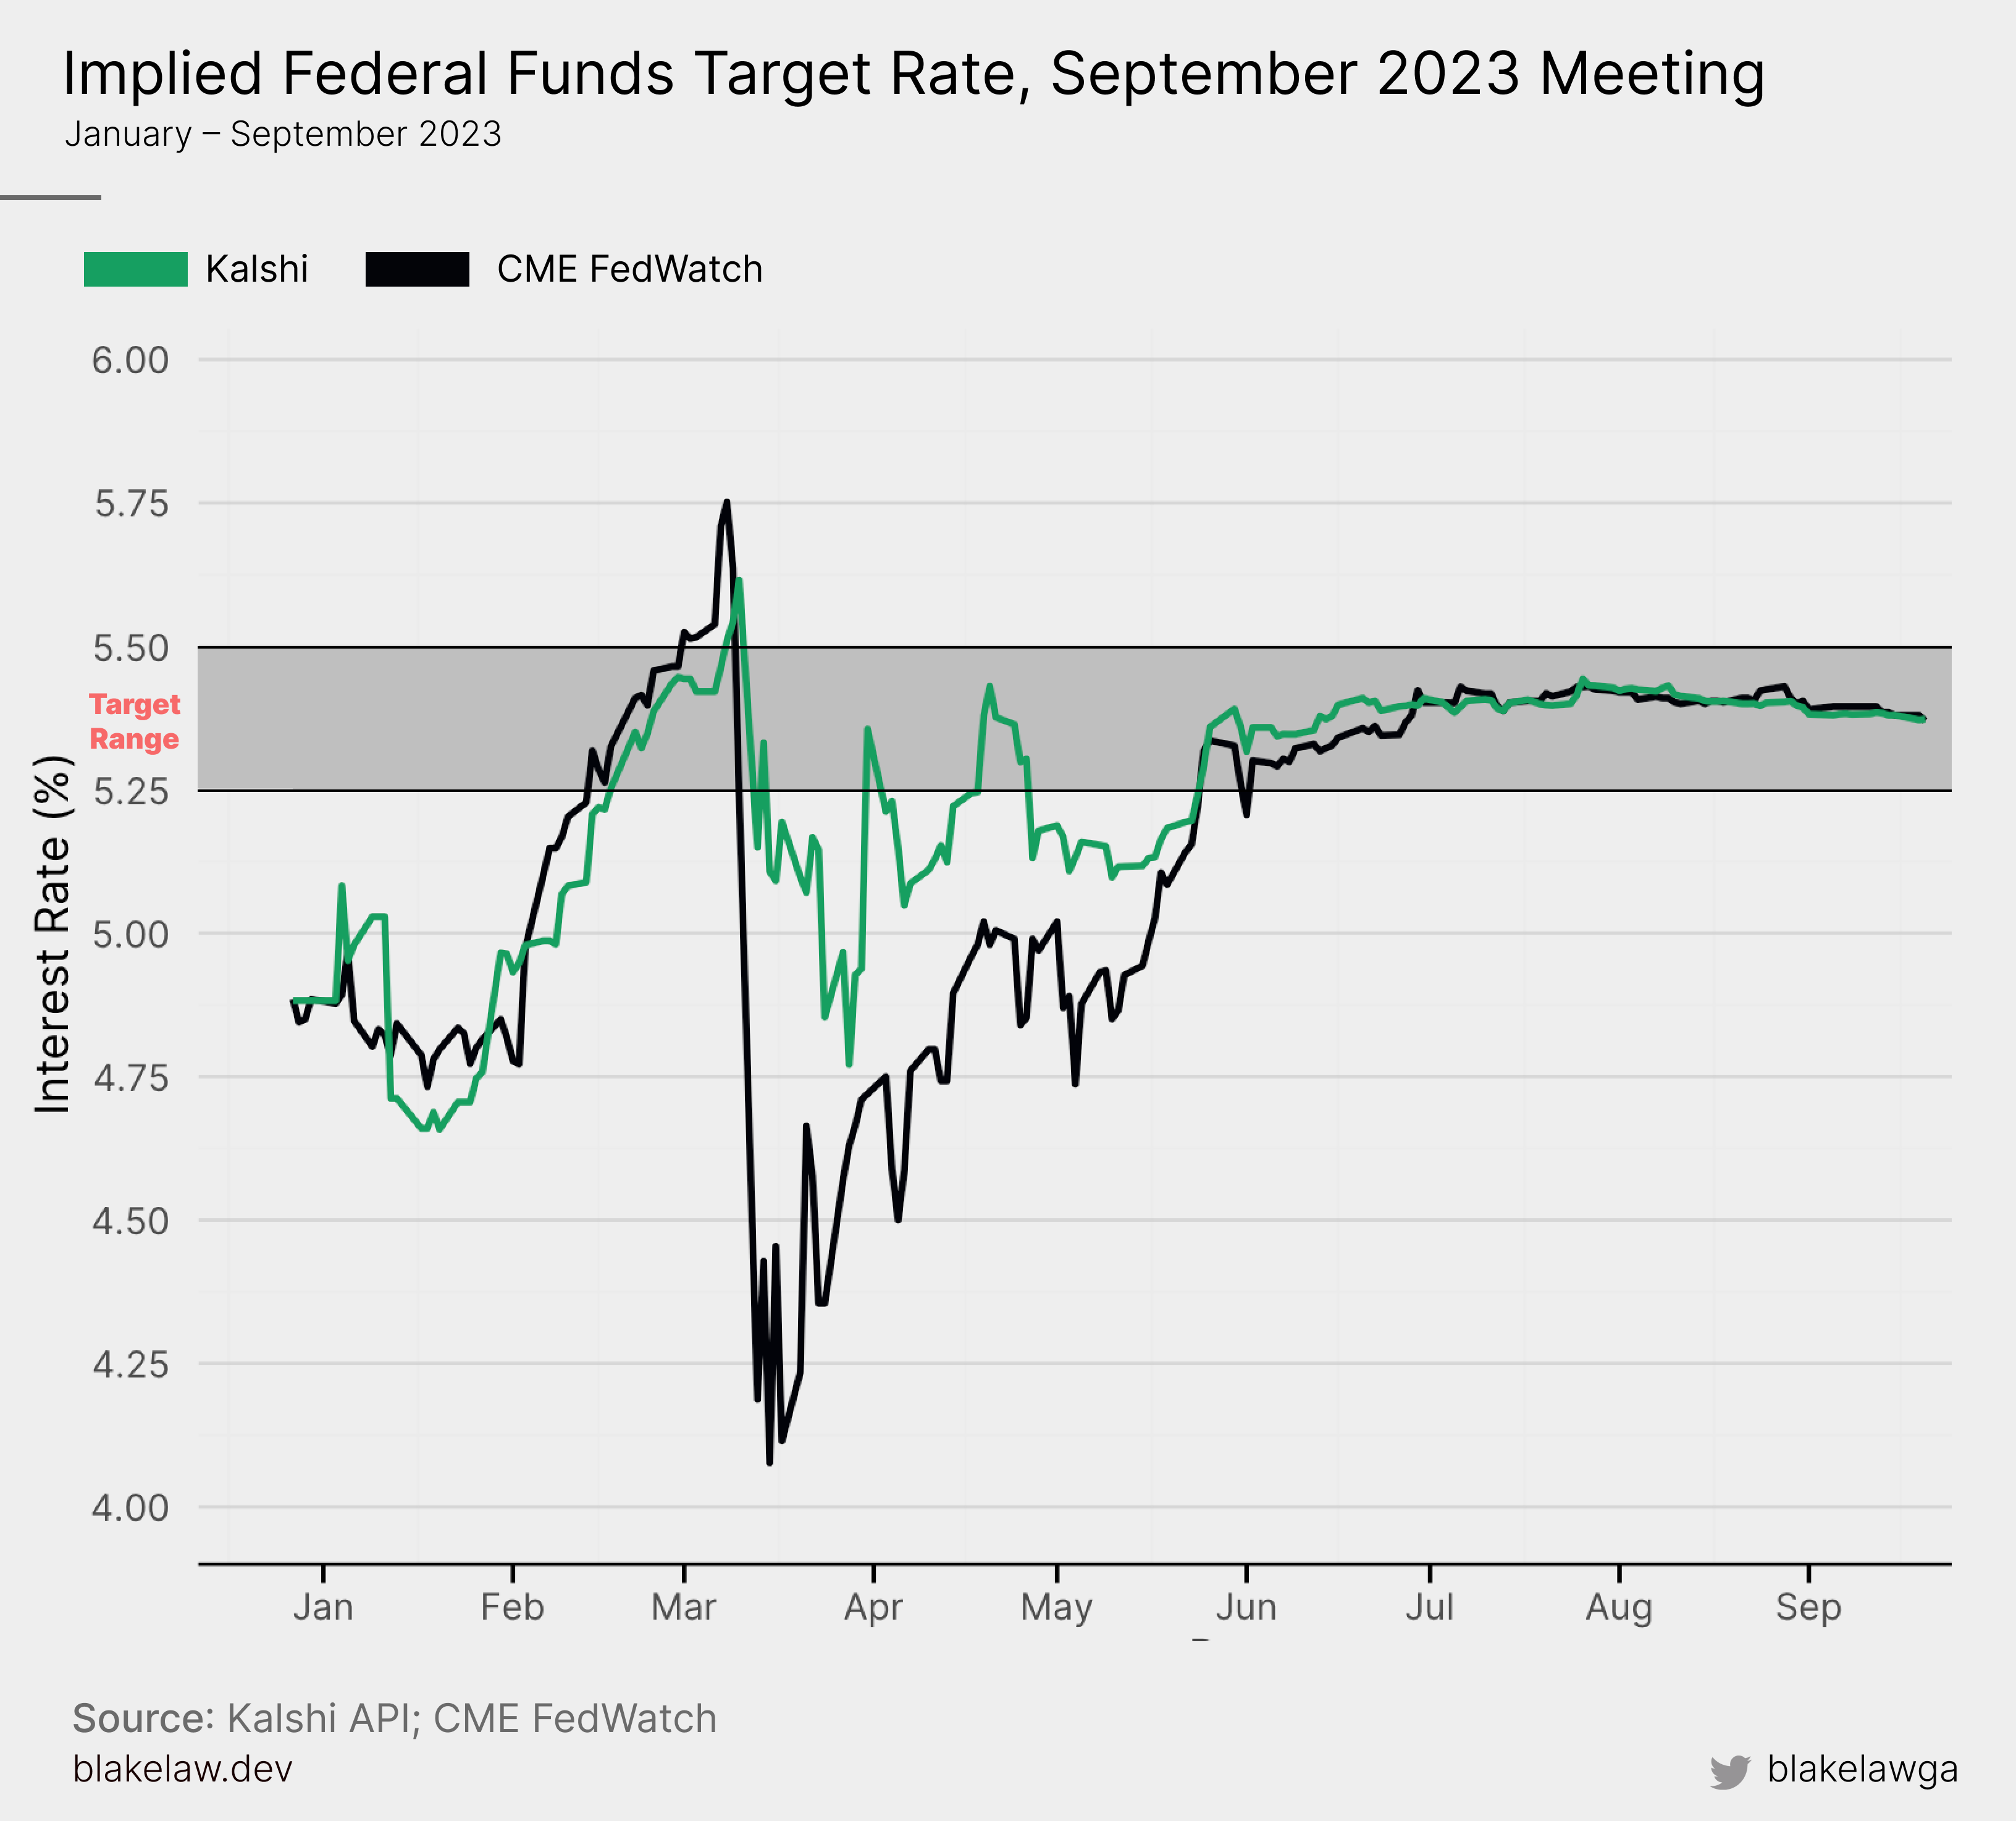 Implied Federal Funds Target Rate, September 2023 Meeting
January – September 2023
Kalshi
CME FedWatch
6.00
5.75
5.50
Target
Range
5.25
5.00
4.75
4.50
4.25
4.00
Interest Rate (%)
Jan
Feb
Mar
Apr
May
Jun
Jul
Aug
Sep
Source: Kalshi API; CME FedWatch
blakelaw.dev
blakelawga